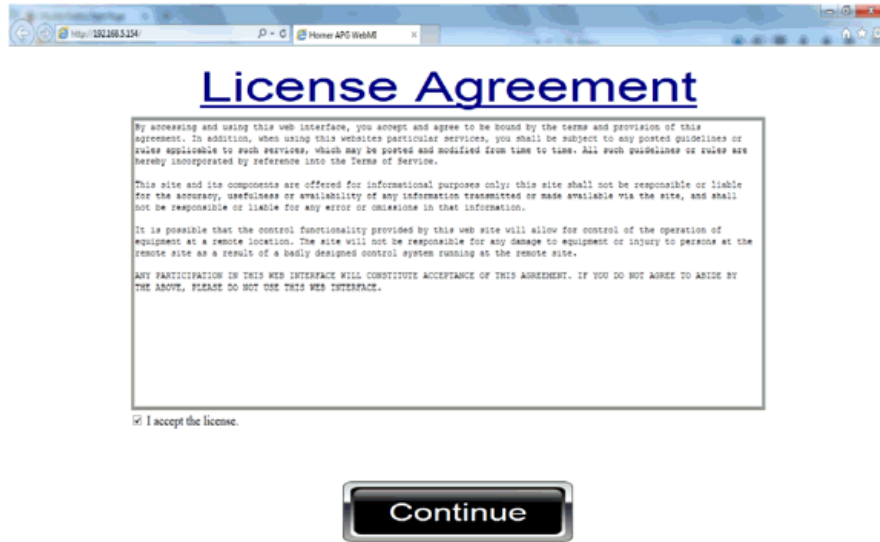 http://192.168.5.154/
Horner APG WebMI
License Agreement
By accessing and using this web interface, you accept and agree to be bound by the terms and provision of this
agreement. In addition, when using this websites particular services, you shall be subject to any posted guidelines or
rules applicable to such services, which may be posted and modified from time to time. All such guidelines or rules are
hereby incorporated by reference into the Terms of Service.
This site and its components are offered for informational purposes only; this site shall not be responsible or liable
for the accuracy, usefulness or availability of any information transmitted or made available via the site, and shall
not be responsible or liable for any error or omissions in that information.
It is possible that the control functionality provided by this web site will allow for control of the operation of
equipment at a remote location. The site will not be responsible for any damage to equipment or injury to persons at the
remote site as a result of a badly designed control system running at the remote site.
ANY PARTICIPATION IN THIS WEB INTERFACE WILL CONSTITUTE ACCEPTANCE OF THIS AGREEMENT. IF YOU DO NOT AGREE TO ABIDE BY
THE ABOVE, PLEASE DO NOT USE THIS WEB INTERFACE.
I accept the license.
Continue